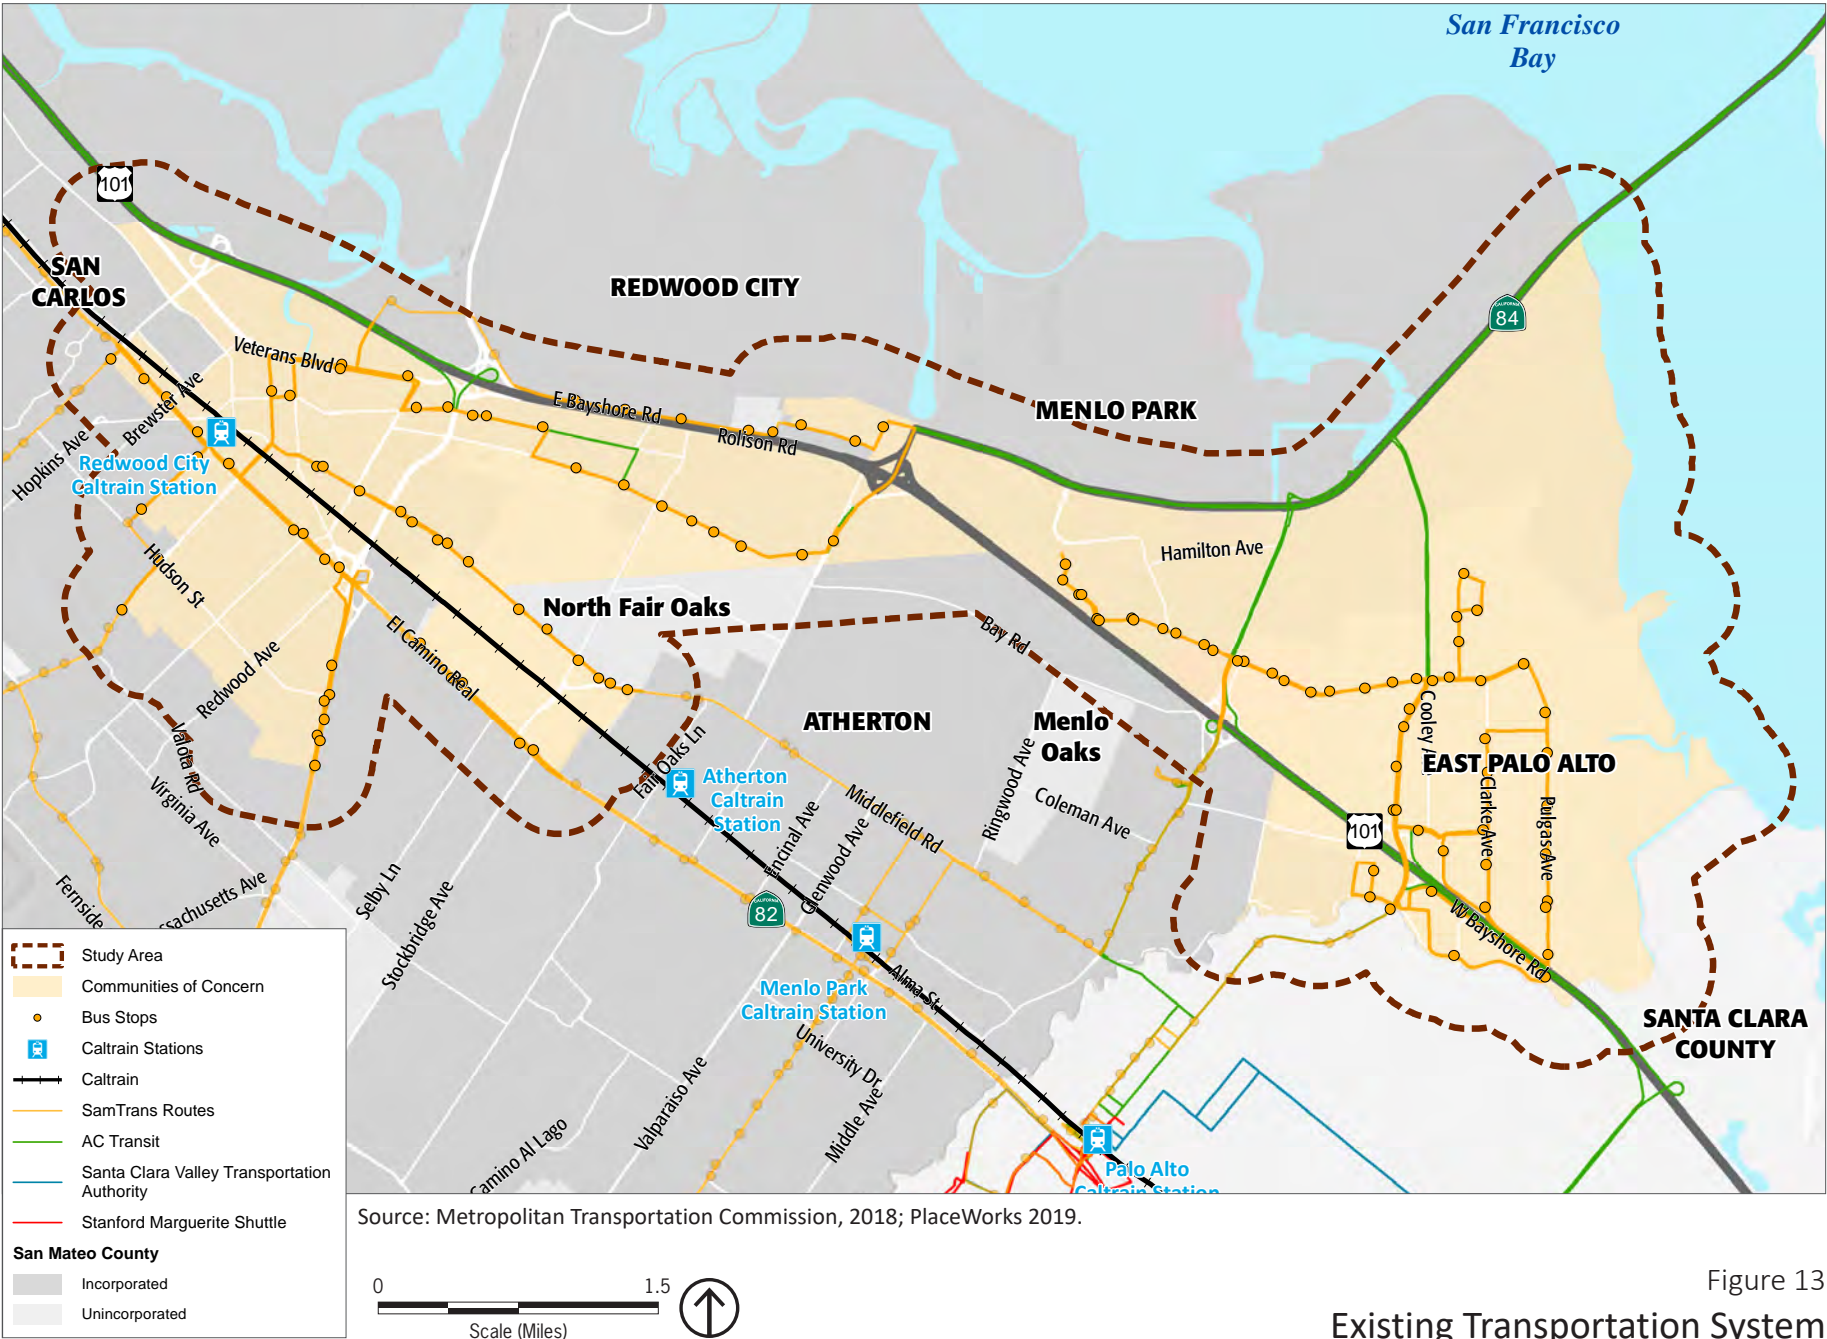 San Francisco
Bay
101
SAN
CARLOS
REDWOOD CITY
84
Veterans Blvd
E Bayshore Rd
Rolison Rd
MENLO PARK
Brewster Ave
Hopkins Ave
Redwood City
Caltrain Station
Hamilton Ave
Hudson St
North Fair Oaks
El Camino Real
Bay Rd
Redwood Ave
ATHERTON
Menlo
Oaks
Cooley
EAST PALO ALTO
Valota Rd
Virginia Ave
Fair Oaks Ln
Atherton
Caltrain
Station
Encinal Ave
Glenwood Ave
Middlefield Rd
Ringwood Ave
Coleman Ave
Clarke Ave
Pulgas Ave
101
Fernside
ssachusetts Ave
Selby Ln
Stockbridge Ave
82
W Bayshore Rd
Menlo Park
Caltrain Station
Alma St
University Dr
Middle Ave
Valparaiso Ave
Camino Al Lago
SANTA CLARA
COUNTY
Palo Alto
Caltrain Station
Study Area
Communities of Concern
Bus Stops
Caltrain Stations
Caltrain
SamTrans Routes
AC Transit
Santa Clara Valley Transportation
Authority
Stanford Marguerite Shuttle
San Mateo County
Incorporated
Unincorporated
Source: Metropolitan Transportation Commission, 2018; PlaceWorks 2019.
0 1.5
Scale (Miles)
Figure 13
Existing Transportation System